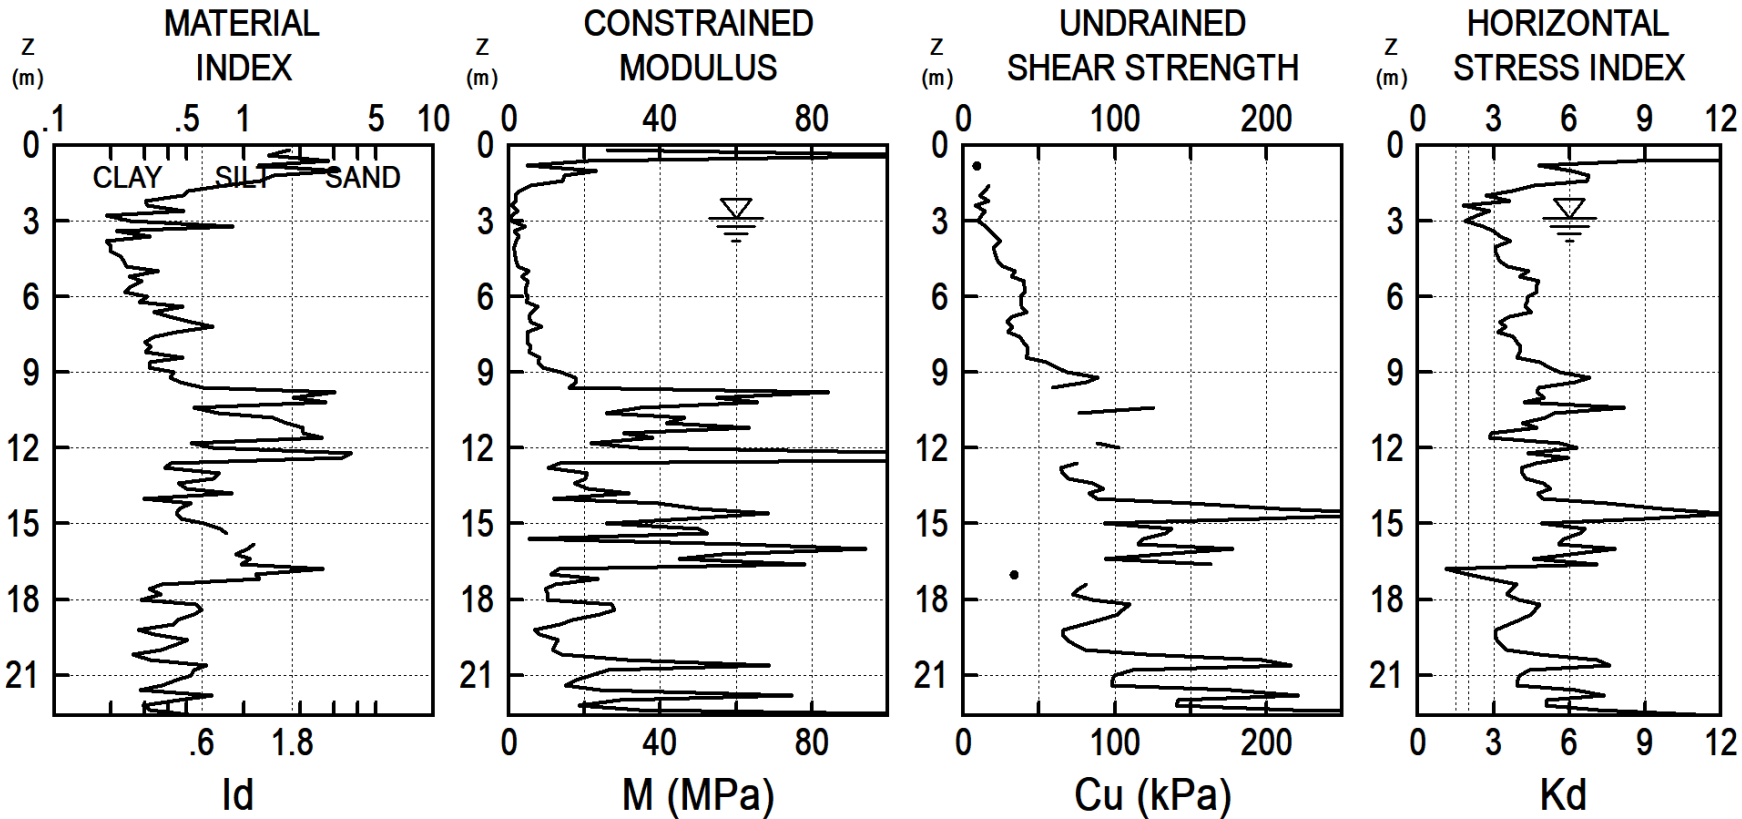 MATERIAL
INDEX
z
(m)
.1 .5 1 5 10
0
CLAY SILT SAND
3
6
9
12
15
18
21
.6 1.8
Id
CONSTRAINED
MODULUS
z
(m)
0 40 80
0
3
6
9
12
15
18
21
0 40 80
M (MPa)
UNDRAINED
SHEAR STRENGTH
z
(m)
0 100 200
0
3
6
9
12
15
18
21
0 100 200
Cu (kPa)
HORIZONTAL
STRESS INDEX
z
(m)
0 3 6 9 12
0
3
6
9
12
15
18
21
0 3 6 9 12
Kd